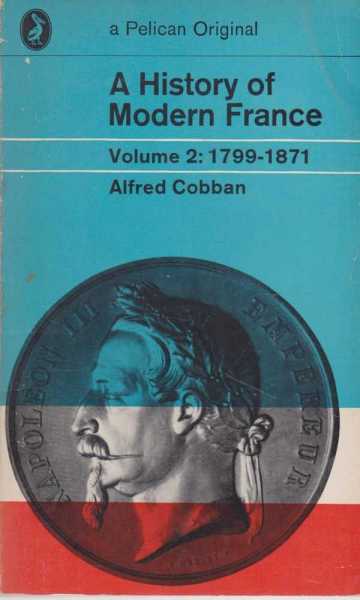 a Pelican Original
A History of
Modern France
Volume 2: 1799-1871
Alfred Cobban
NAPOLEON III
EMPEREUR